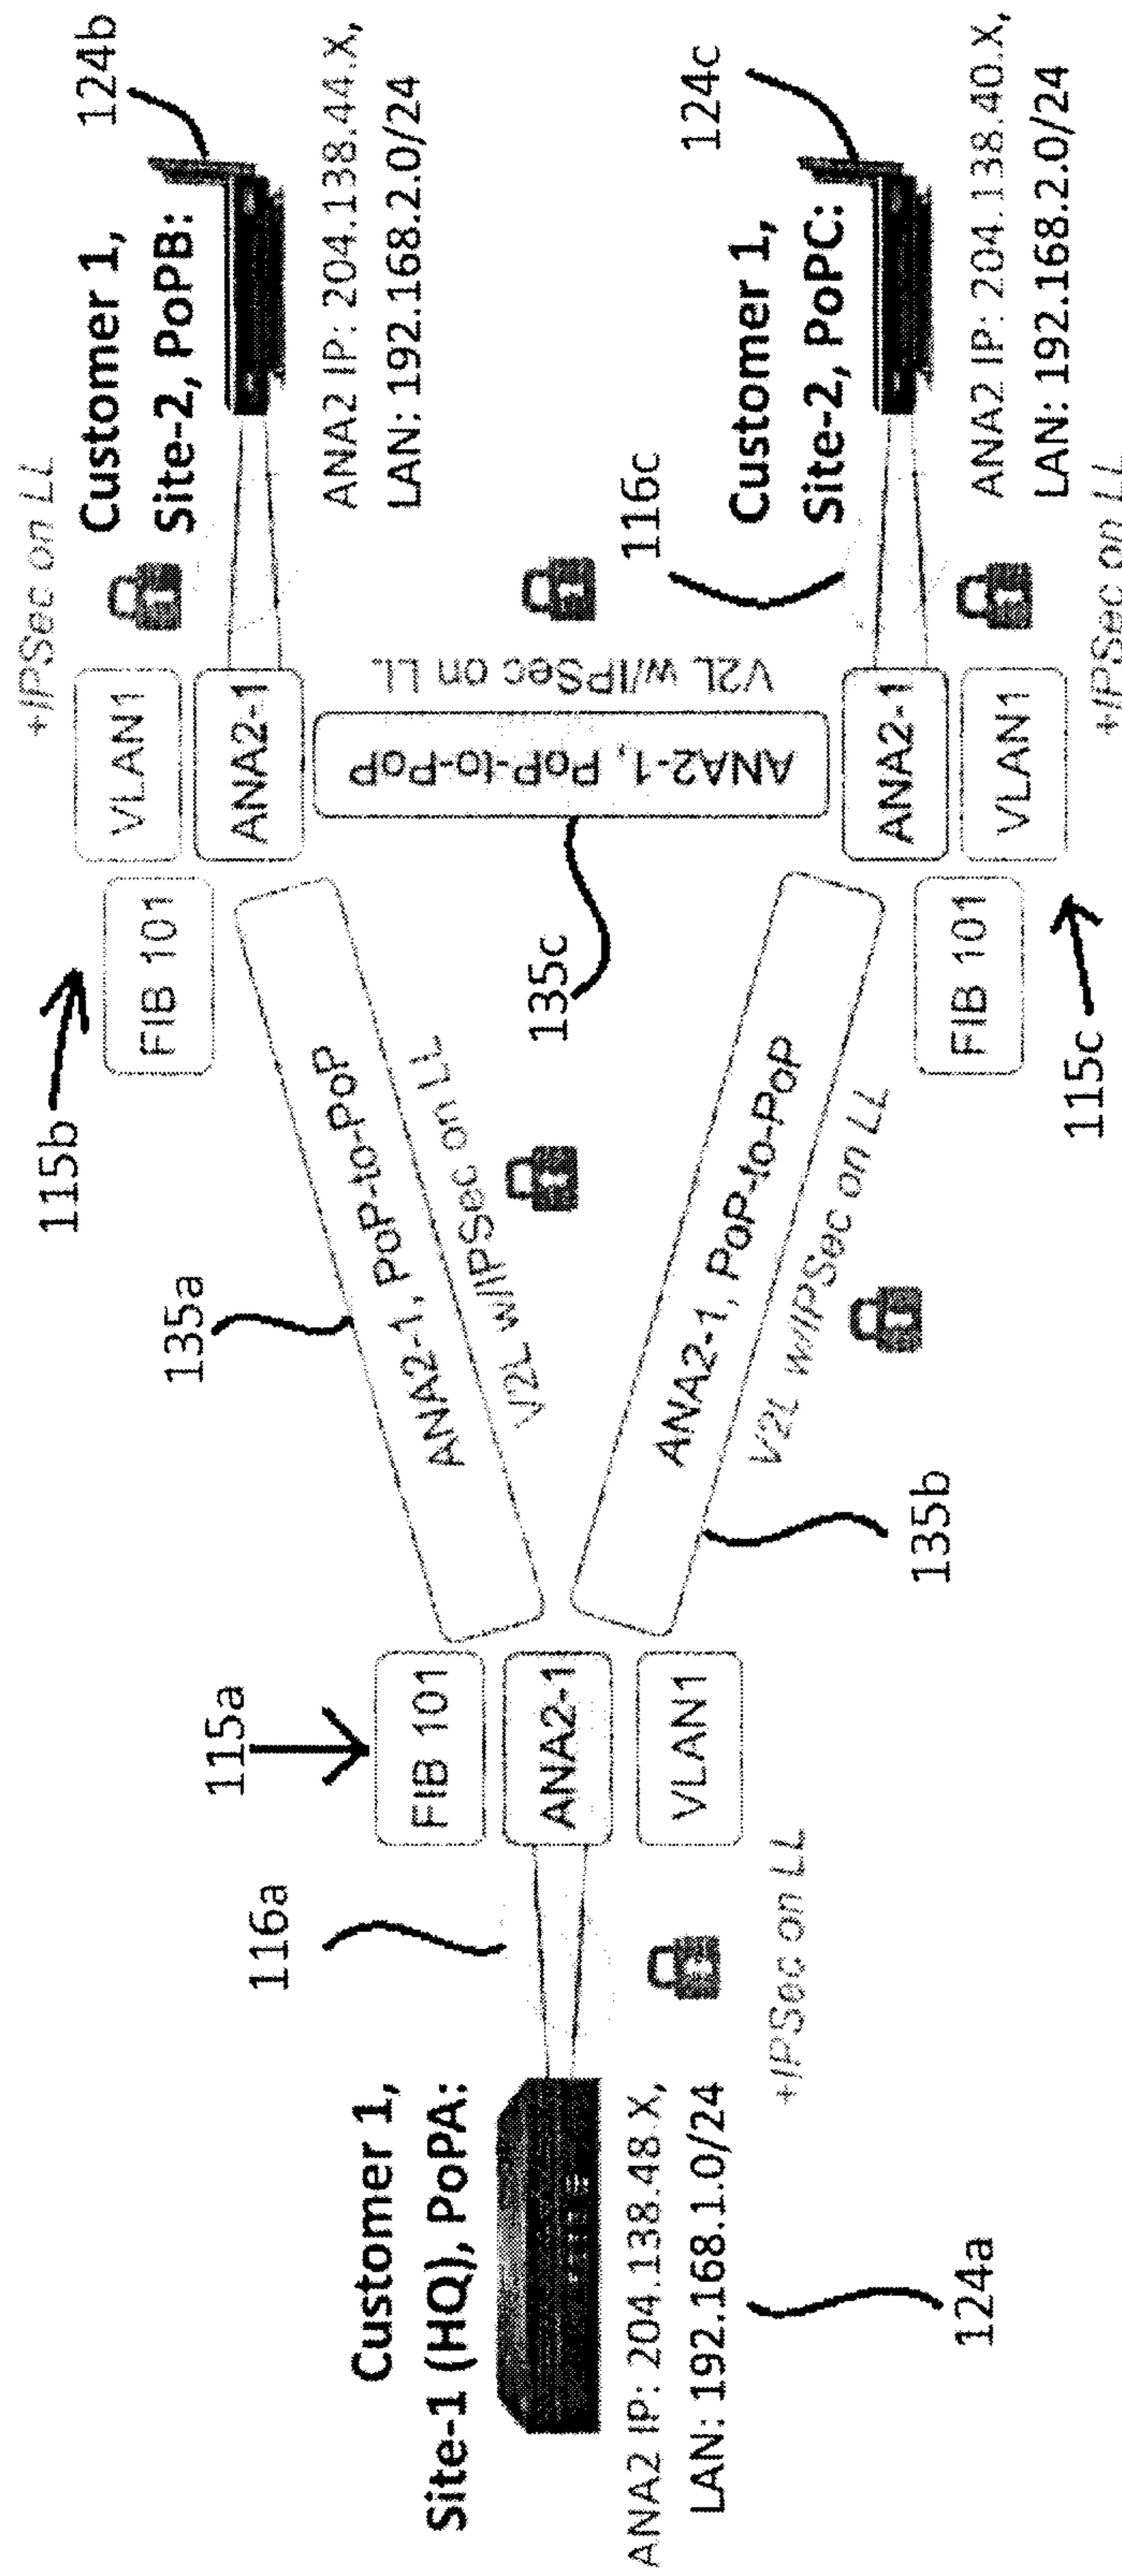 Customer 1,
Site-1 (HQ), PoPA:
ANA2 IP: 204.138.48.X,
LAN: 192.168.1.0/24
124a
116a
+IPSec on LL
115a
FIB 101
ANA2-1
VLAN1
135a
ANA2-1, PoP-to-PoP
V2L w/IPSec on LL
ANA2-1, PoP-to-PoP
V2L w/IPSec on LL
135b
115b
FIB 101
VLAN1
ANA2-1
+IPSec on LL
Customer 1,
Site-2, PoPB:
124b
ANA2 IP: 204.138.44.X,
LAN: 192.168.2.0/24
135c
ANA2-1, PoP-to-PoP
V2L w/IPSec on LL
116c
115c
FIB 101
ANA2-1
VLAN1
+IPSec on LL
Customer 1,
Site-2, PoPC:
124c
ANA2 IP: 204.138.40.X,
LAN: 192.168.2.0/24